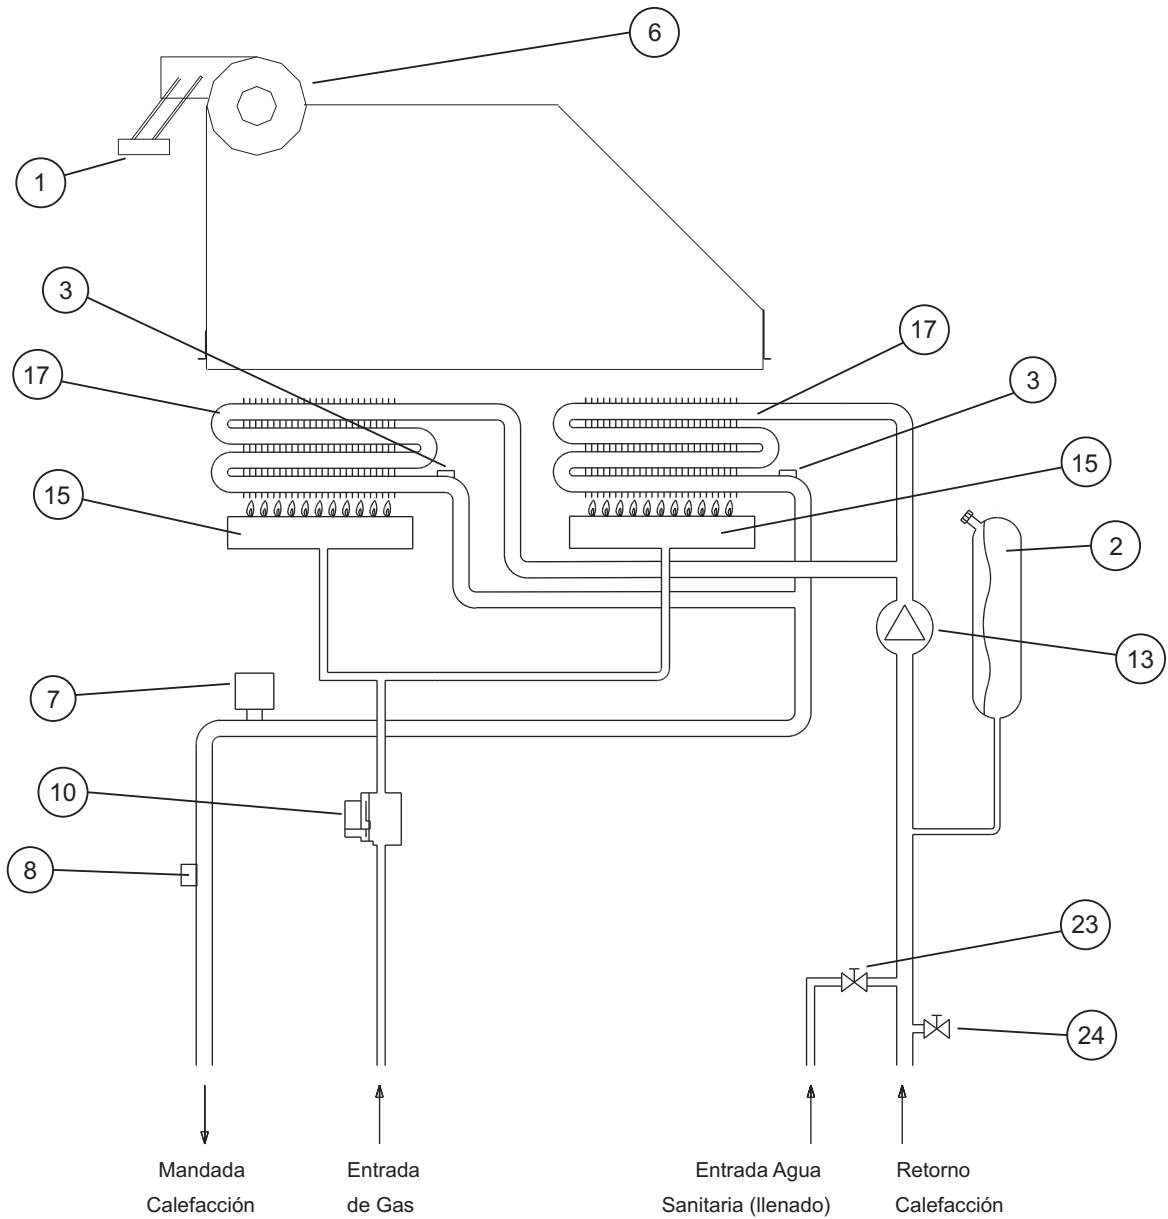 6
1
3
17
17
3
15
15
2
13
7
10
8
23
24
Mandada
Calefacción
Entrada
de Gas
Entrada Agua
Sanitaria (llenado)
Retorno
Calefacción